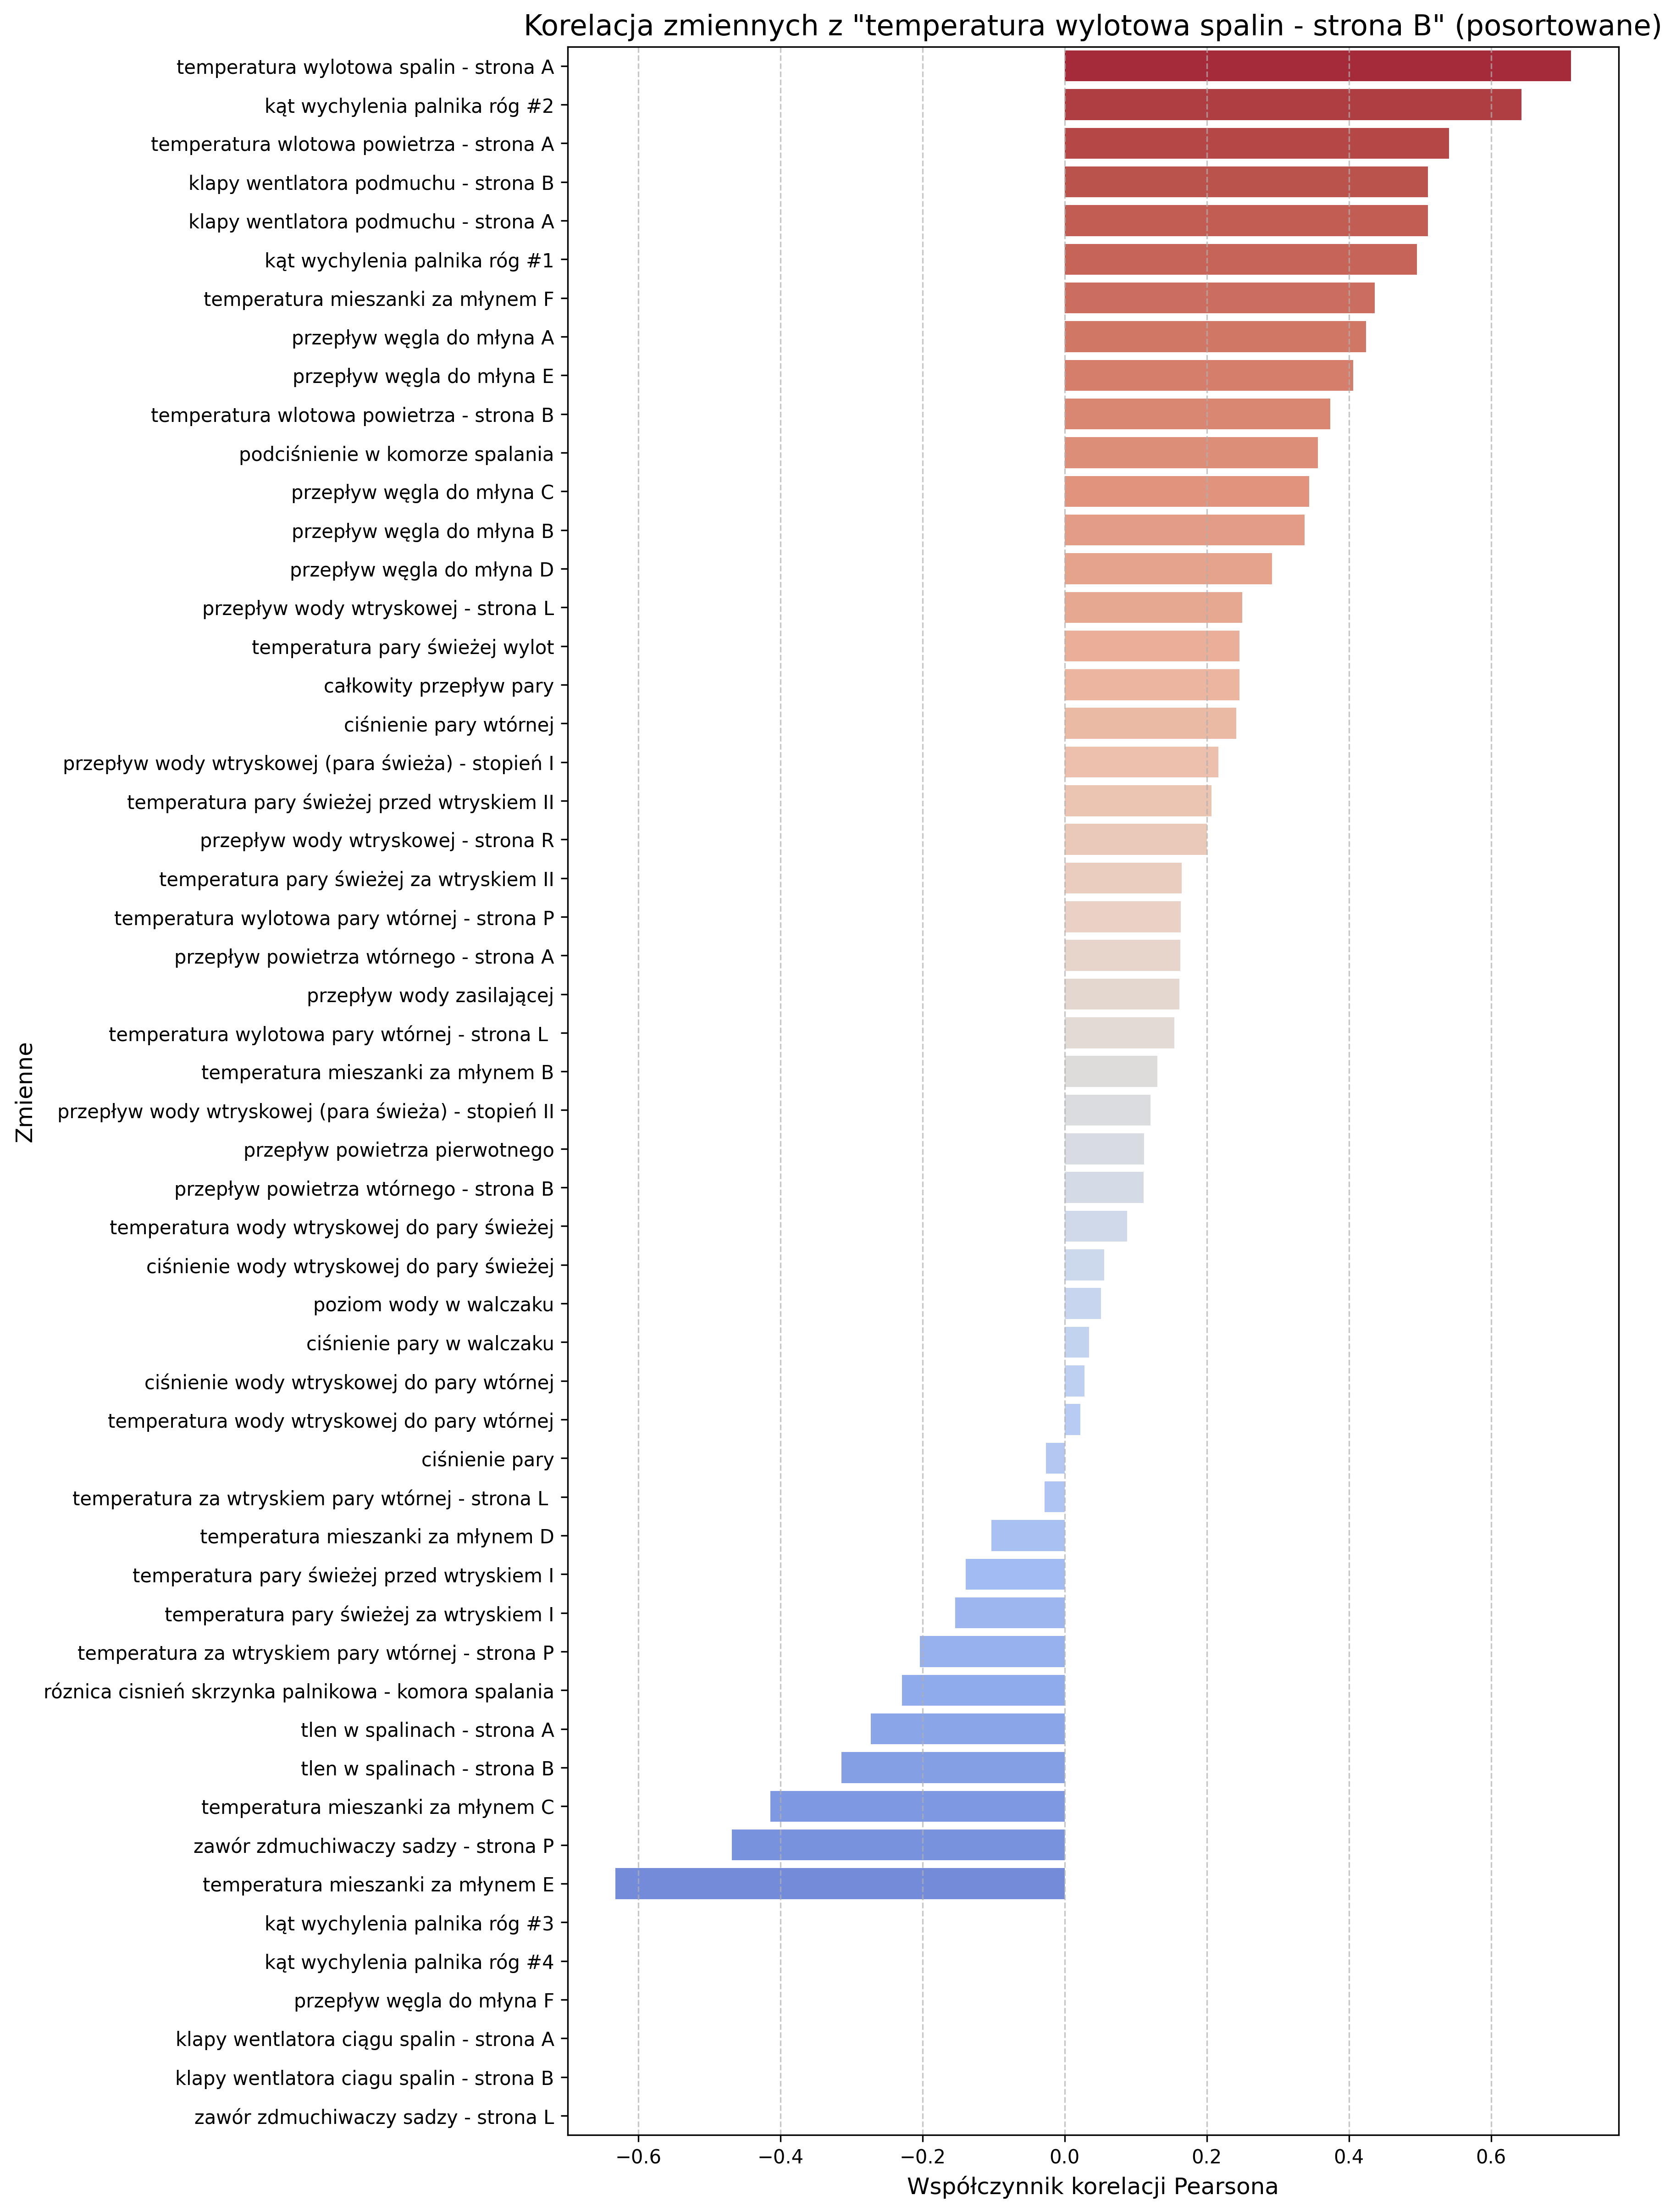 Korelacja zmiennych z "temperatura wylotowa spalin - strona B" (posortowane)
temperatura wylotowa spalin - strona A
kąt wychylenia palnika róg #2
temperatura wlotowa powietrza - strona A
klapy wentlatora podmuchu - strona B
klapy wentlatora podmuchu - strona A
kąt wychylenia palnika róg #1
temperatura mieszanki za młynem F
przepływ węgla do młyna A
przepływ węgla do młyna E
temperatura wlotowa powietrza - strona B
podciśnienie w komorze spalania
przepływ węgla do młyna C
przepływ węgla do młyna B
przepływ węgla do młyna D
przepływ wody wtryskowej - strona L
temperatura pary świeżej wylot
całkowity przepływ pary
ciśnienie pary wtórnej
przepływ wody wtryskowej (para świeża) - stopień I
temperatura pary świeżej przed wtryskiem II
przepływ wody wtryskowej - strona R
temperatura pary świeżej za wtryskiem II
temperatura wylotowa pary wtórnej - strona P
przepływ powietrza wtórnego - strona A
przepływ wody zasilającej
temperatura wylotowa pary wtórnej - strona L
temperatura mieszanki za młynem B
przepływ wody wtryskowej (para świeża) - stopień II
przepływ powietrza pierwotnego
przepływ powietrza wtórnego - strona B
temperatura wody wtryskowej do pary świeżej
ciśnienie wody wtryskowej do pary świeżej
poziom wody w walczaku
ciśnienie pary w walczaku
ciśnienie wody wtryskowej do pary wtórnej
temperatura wody wtryskowej do pary wtórnej
ciśnienie pary
temperatura za wtryskiem pary wtórnej - strona L
temperatura mieszanki za młynem D
temperatura pary świeżej przed wtryskiem I
temperatura pary świeżej za wtryskiem I
temperatura za wtryskiem pary wtórnej - strona P
róznica cisnień skrzynka palnikowa - komora spalania
tlen w spalinach - strona A
tlen w spalinach - strona B
temperatura mieszanki za młynem C
zawór zdmuchiwaczy sadzy - strona P
temperatura mieszanki za młynem E
kąt wychylenia palnika róg #3
kąt wychylenia palnika róg #4
przepływ węgla do młyna F
klapy wentlatora ciągu spalin - strona A
klapy wentlatora ciagu spalin - strona B
zawór zdmuchiwaczy sadzy - strona L
Zmienne
−0.6 −0.4 −0.2 0.0 0.2 0.4 0.6
Współczynnik korelacji Pearsona